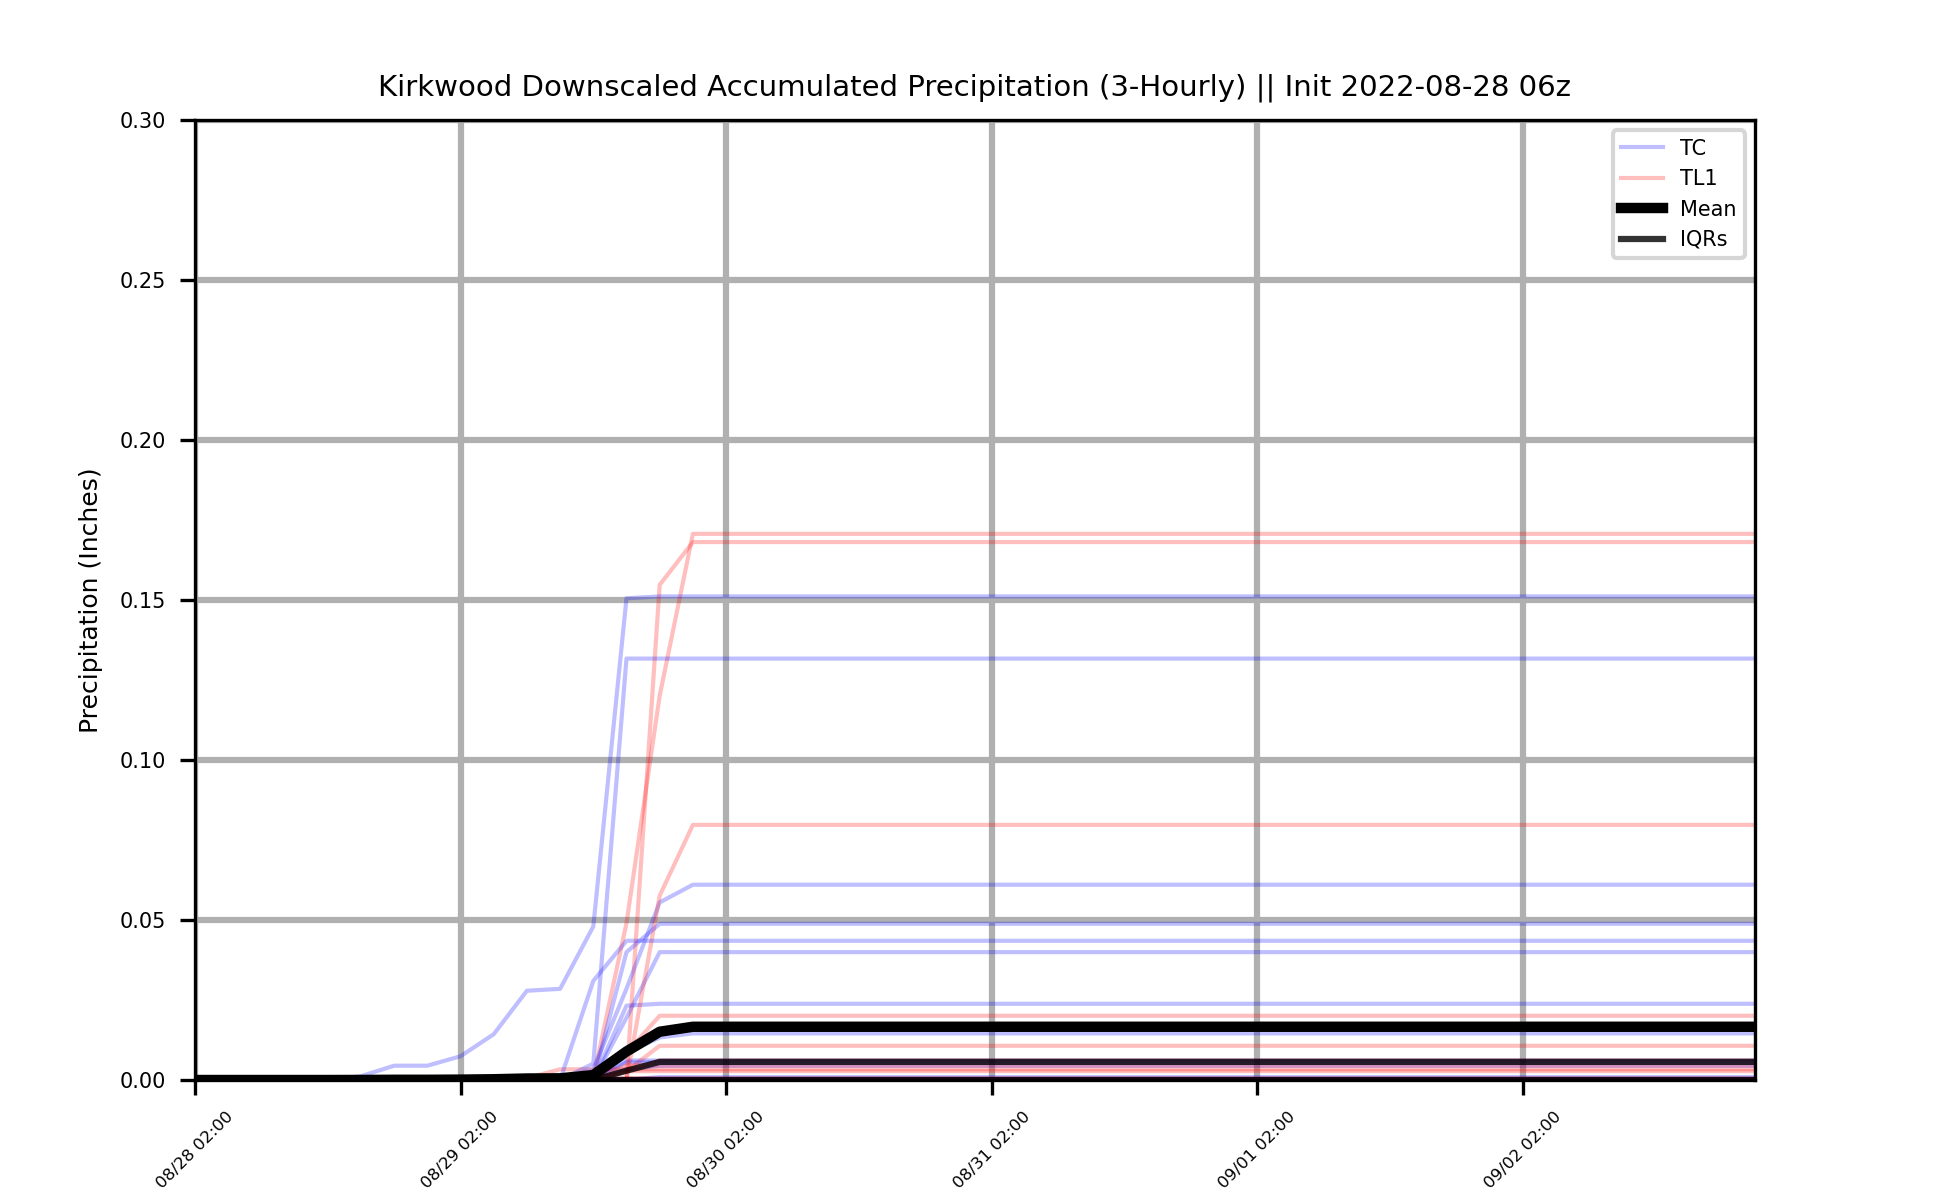 Kirkwood Downscaled Accumulated Precipitation (3-Hourly) || Init 2022-08-28 06z
TC
TL1
Mean
IQRs
Precipitation (Inches)
0.30
0.25
0.20
0.15
0.10
0.05
0.00
08/28 02:00
08/29 02:00
08/30 02:00
08/31 02:00
09/01 02:00
09/02 02:00